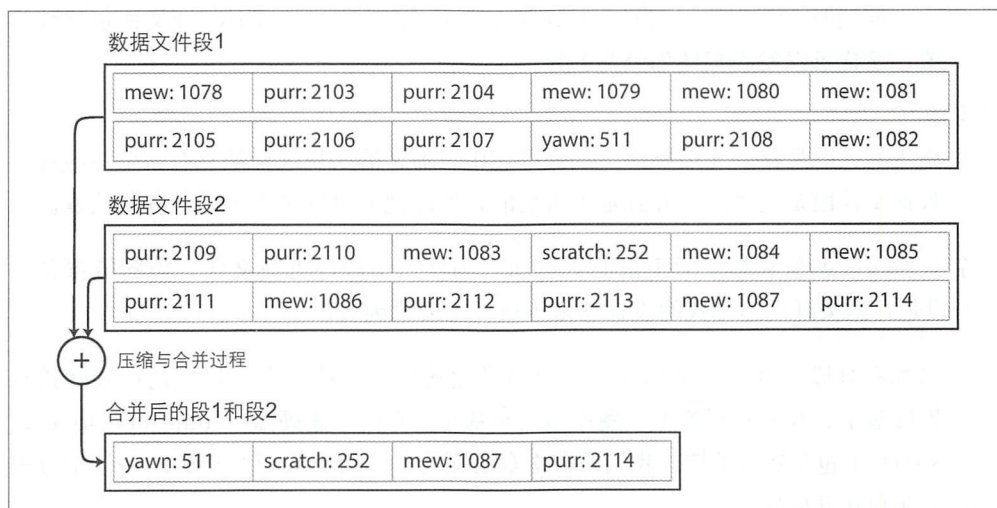 数据文件段1
mew: 1078 purr: 2103 purr: 2104 mew: 1079 mew: 1080 mew: 1081
purr: 2105 purr: 2106 purr: 2107 yawn: 511 purr: 2108 mew: 1082
数据文件段2
purr: 2109 purr: 2110 mew: 1083 scratch: 252 mew: 1084 mew: 1085
purr: 2111 mew: 1086 purr: 2112 purr: 2113 mew: 1087 purr: 2114
+ 压缩与合并过程
合并后的段1和段2
yawn: 511 scratch: 252 mew: 1087 purr: 2114